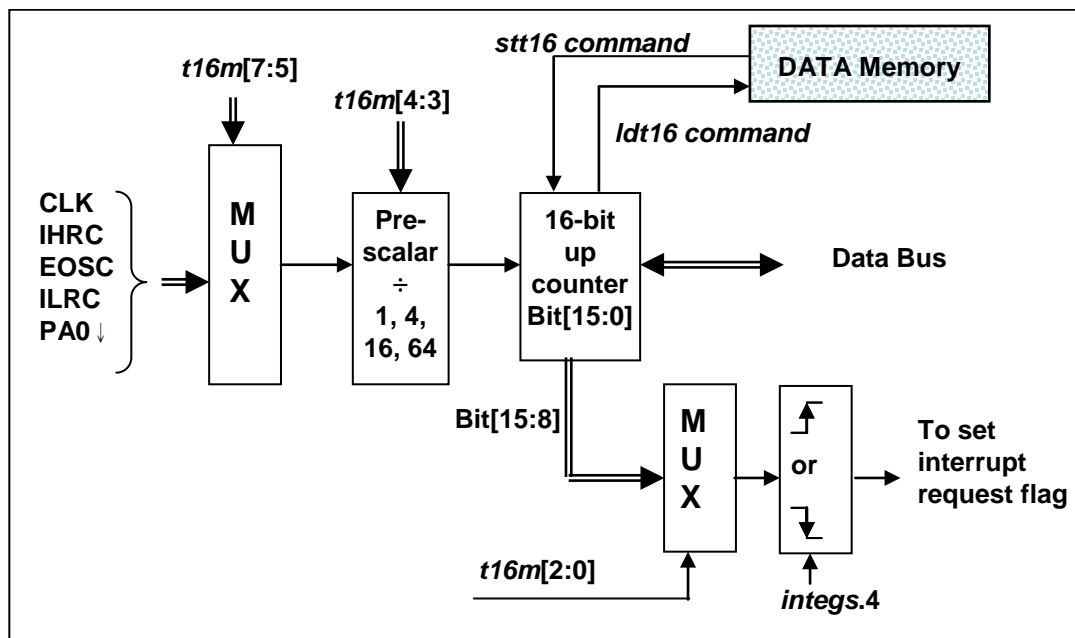 stt16 command
DATA Memory
t16m[7:5]
t16m[4:3]
ldt16 command
CLK
IHRC
EOSC
ILRC
PA0 ↓
M
U
X
Pre-
scalar
÷
1, 4,
16, 64
16-bit
up
counter
Bit[15:0]
Data Bus
Bit[15:8]
M
U
X
or
To set
interrupt
request flag
t16m[2:0]
integs.4